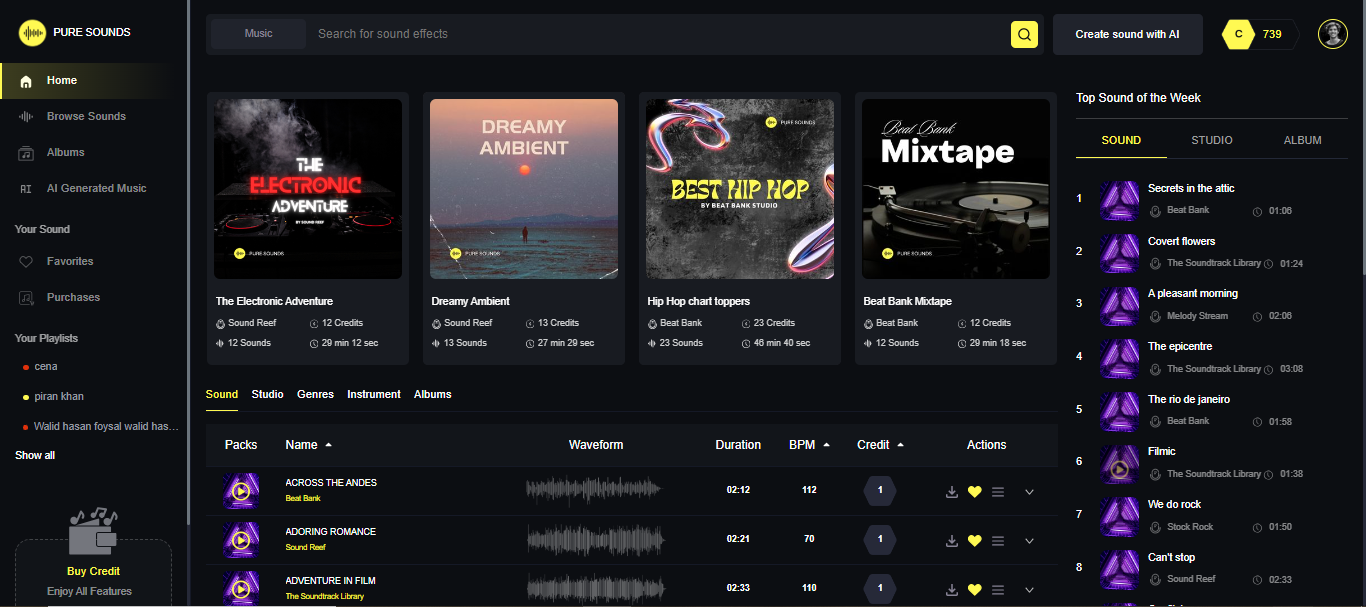 PURE SOUNDS
Home
Browse Sounds
Albums
AI Generated Music
Your Sound
Favorites
Purchases
Your Playlists
cena
piran khan
Walid hasan foysal walid has...
Show all
Buy Credit
Enjoy All Features
Music
Search for sound effects
Create sound with AI
C
739
THE
ELECTRONIC
ADVENTURE
BY SOUND REEF
PURE SOUNDS
The Electronic Adventure
Sound Reef
12 Credits
12 Sounds
29 min 12 sec
DREAMY
AMBIENT
PURE SOUNDS
Dreamy Ambient
Sound Reef
13 Credits
13 Sounds
27 min 29 sec
PURE SOUNDS
BEST HIP HOP
BY BEAT BANK STUDIO
Hip Hop chart toppers
Beat Bank
23 Credits
23 Sounds
46 min 40 sec
Beat Bank
Mixtape
PURE SOUNDS
Beat Bank Mixtape
Beat Bank
12 Credits
12 Sounds
29 min 18 sec
Sound Studio Genres Instrument Albums
Packs Name Waveform Duration BPM Credit Actions
ACROSS THE ANDES
Beat Bank
02:12 112 1
ADORING ROMANCE
Sound Reef
02:21 70 1
ADVENTURE IN FILM
The Soundtrack Library
02:33 110 1
Top Sound of the Week
SOUND STUDIO ALBUM
1
Secrets in the attic
Beat Bank 01:06
2
Covert flowers
The Soundtrack Library 01:24
3
A pleasant morning
Melody Stream 02:06
4
The epicentre
The Soundtrack Library 03:08
5
The rio de janeiro
Beat Bank 01:58
6
Filmic
The Soundtrack Library 01:38
7
We do rock
Stock Rock 01:50
8
Can't stop
Sound Reef 02:33